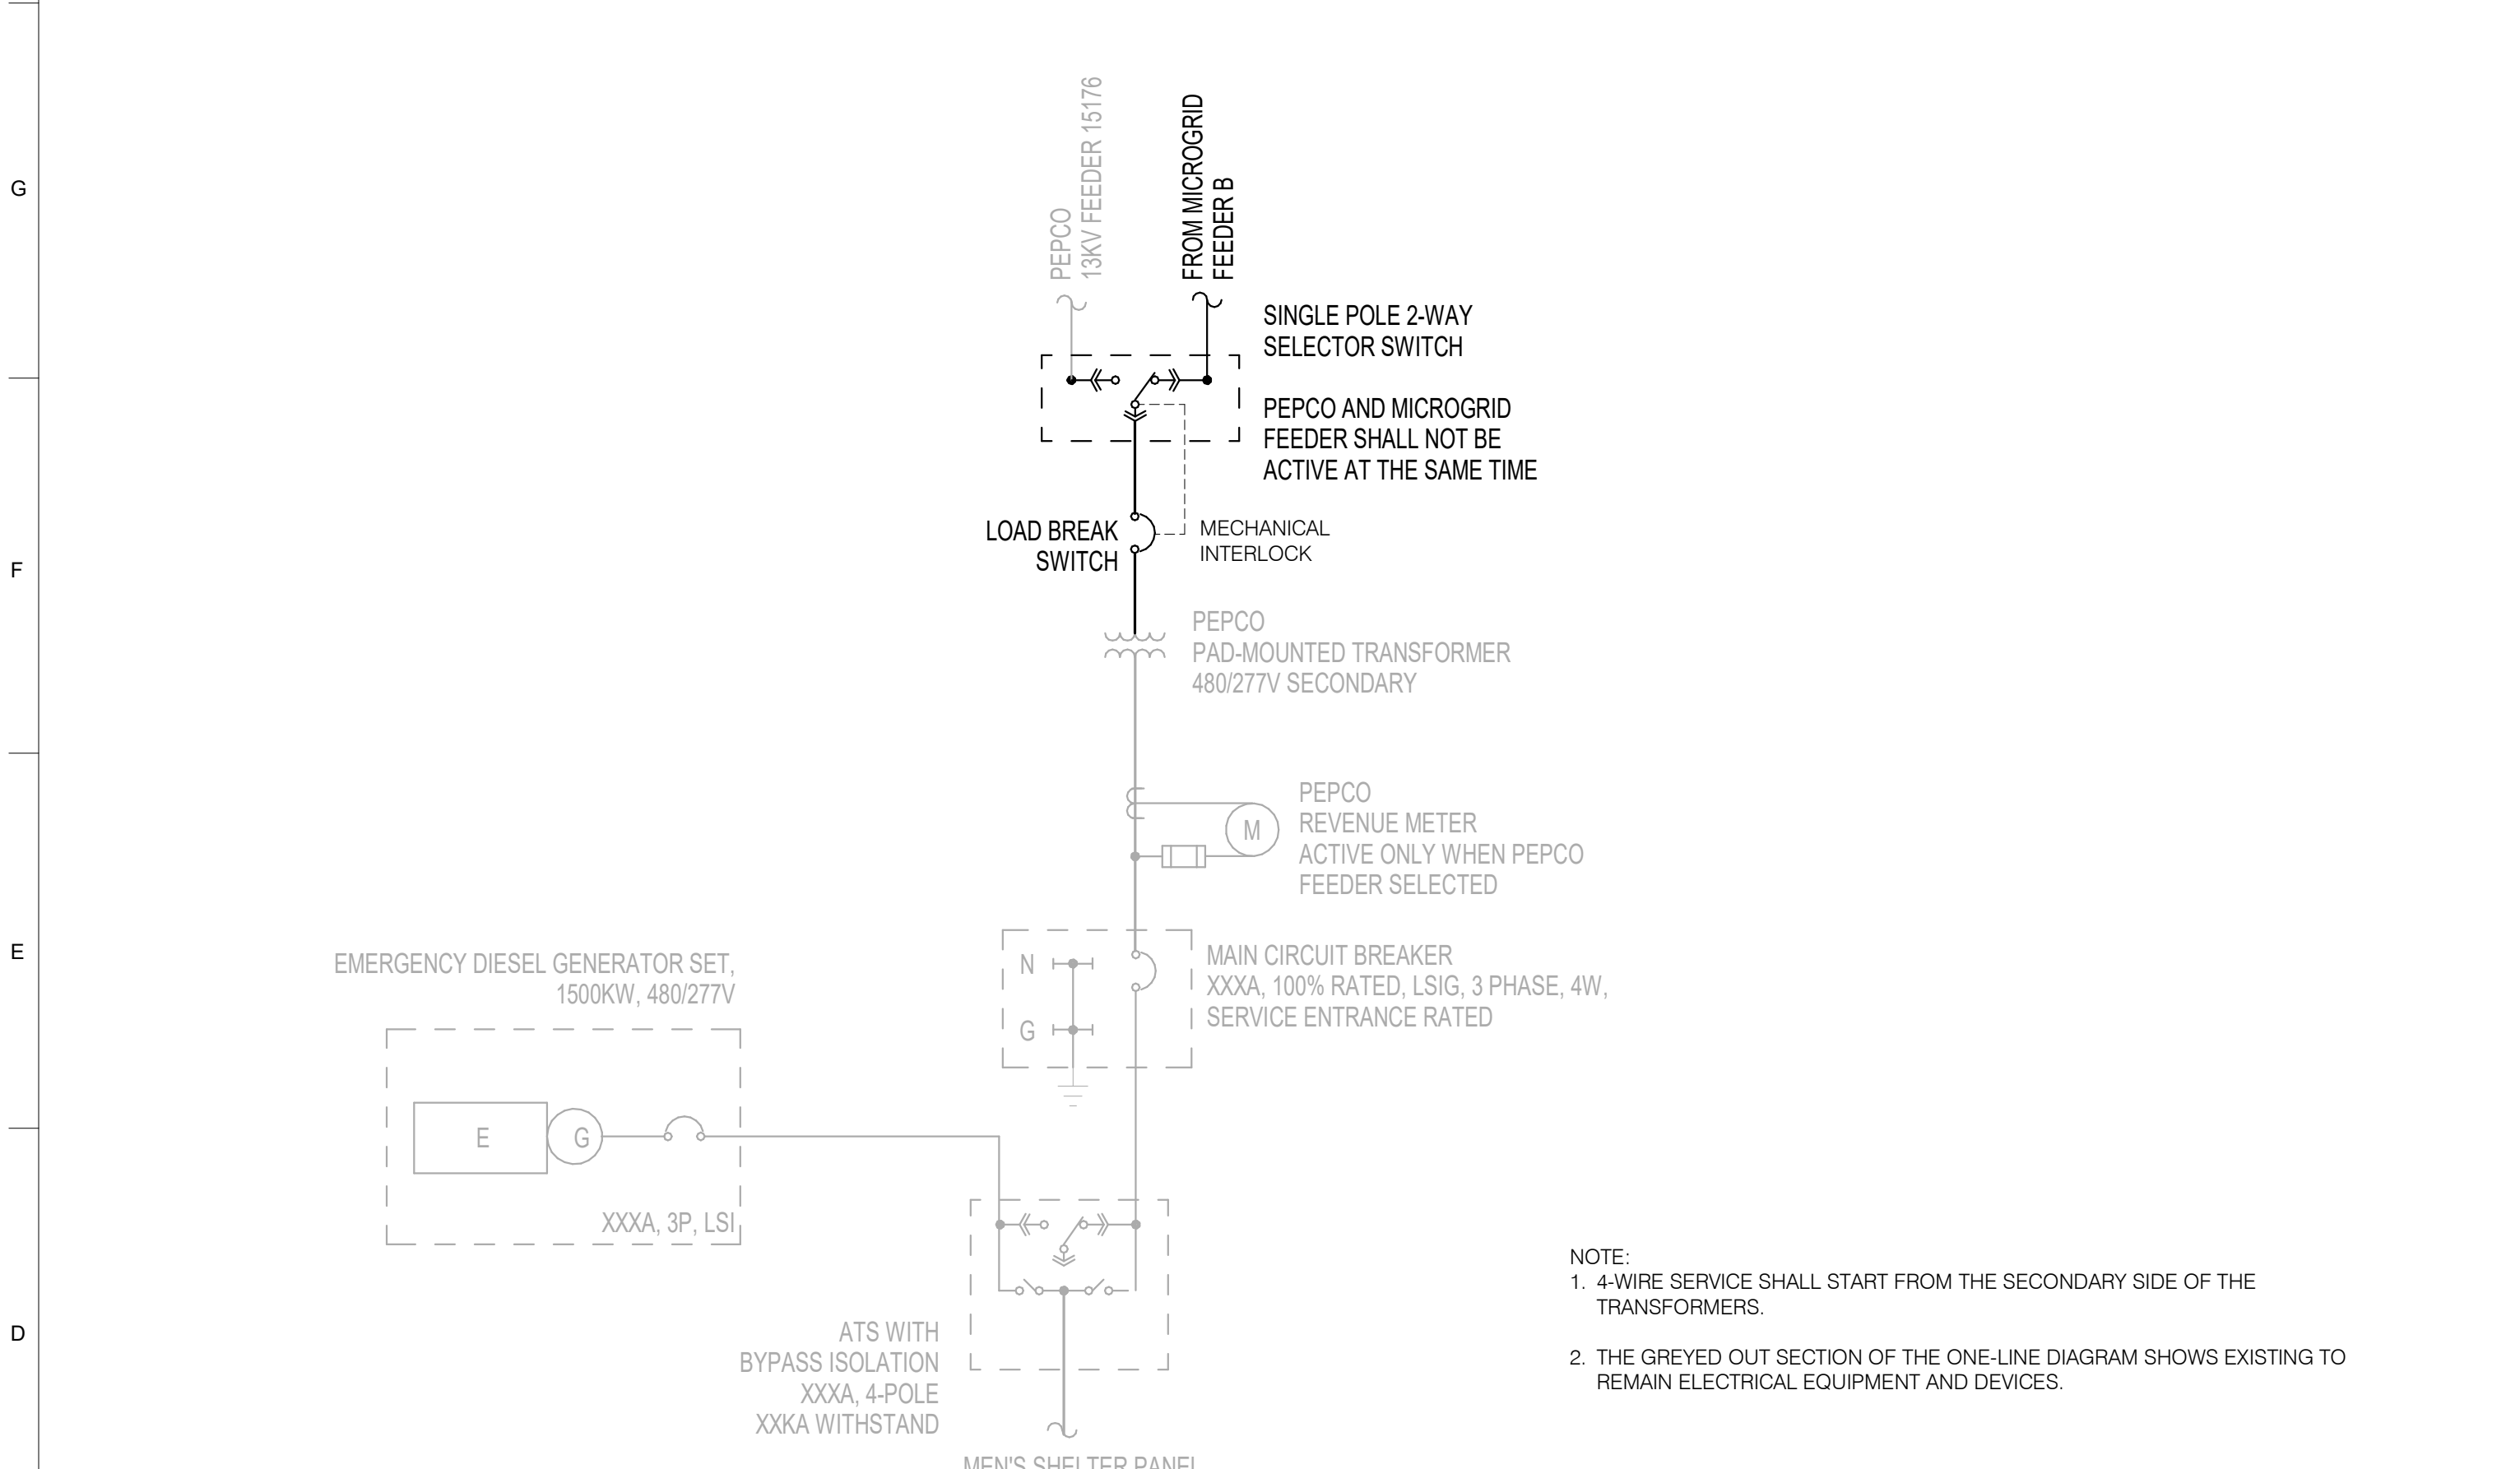 G
F
E
D
PEPCO
13KV FEEDER 15176
FROM MICROGRID
FEEDER B
SINGLE POLE 2-WAY
SELECTOR SWITCH
PEPCO AND MICROGRID
FEEDER SHALL NOT BE
ACTIVE AT THE SAME TIME
LOAD BREAK
SWITCH
MECHANICAL
INTERLOCK
PEPCO
PAD-MOUNTED TRANSFORMER
480/277V SECONDARY
PEPCO
REVENUE METER
ACTIVE ONLY WHEN PEPCO
FEEDER SELECTED
M
N
G
MAIN CIRCUIT BREAKER
XXXA, 100% RATED, LSIG, 3 PHASE, 4W,
SERVICE ENTRANCE RATED
EMERGENCY DIESEL GENERATOR SET,
1500KW, 480/277V
E
G
XXXA, 3P, LSI
ATS WITH
BYPASS ISOLATION
XXXA, 4-POLE
XXKA WITHSTAND
MEN'S SHELTER PANEL
NOTE:
1. 4-WIRE SERVICE SHALL START FROM THE SECONDARY SIDE OF THE
TRANSFORMERS.
2. THE GREYED OUT SECTION OF THE ONE-LINE DIAGRAM SHOWS EXISTING TO
REMAIN ELECTRICAL EQUIPMENT AND DEVICES.